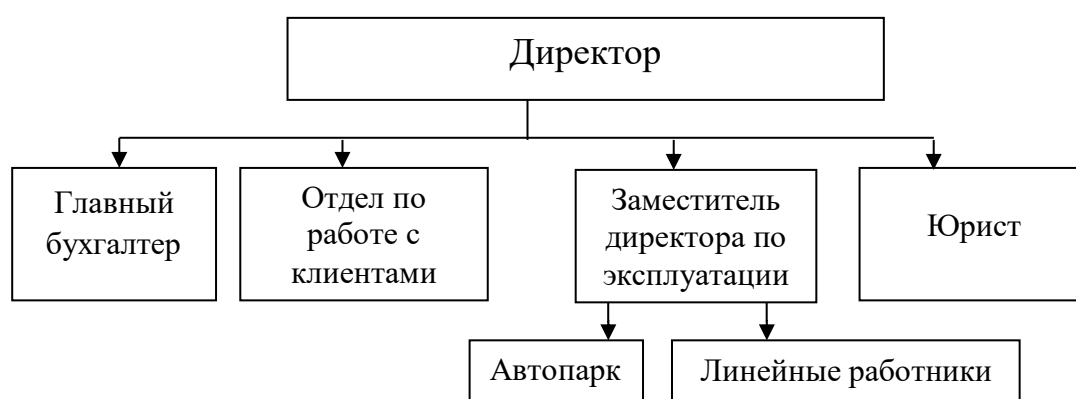 Директор
Главный
бухгалтер
Отдел по
работе с
клиентами
Заместитель
директора по
эксплуатации
Юрист
Автопарк
Линейные работники